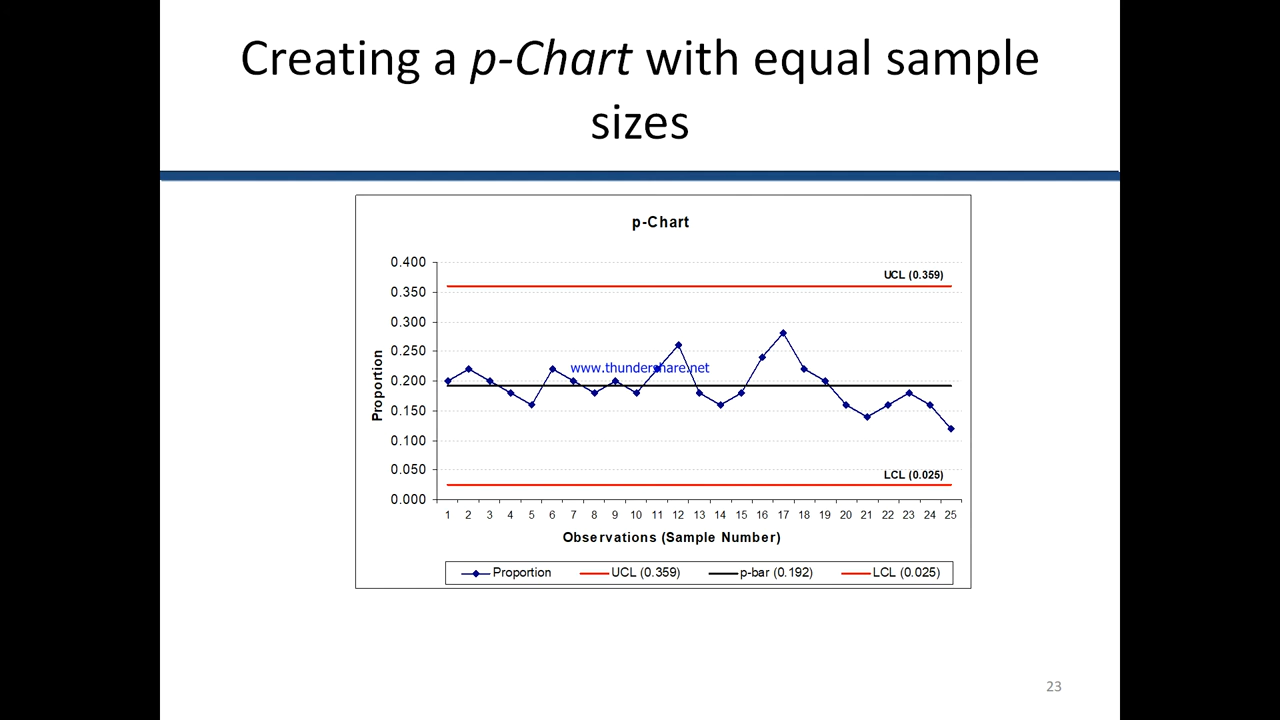 Creating a p-Chart with equal sample
sizes
p-Chart
0.400
UCL (0.359)
0.350
0.300
0.250
www.thundershare.net
0.200
0.150
0.100
0.050
LCL (0.025)
0.000
Proportion
1 2 3 4 5 6 7 8 9 10 11 12 13 14 15 16 17 18 19 20 21 22 23 24 25
Observations (Sample Number)
Proportion UCL (0.359) p-bar (0.192) LCL (0.025)
23